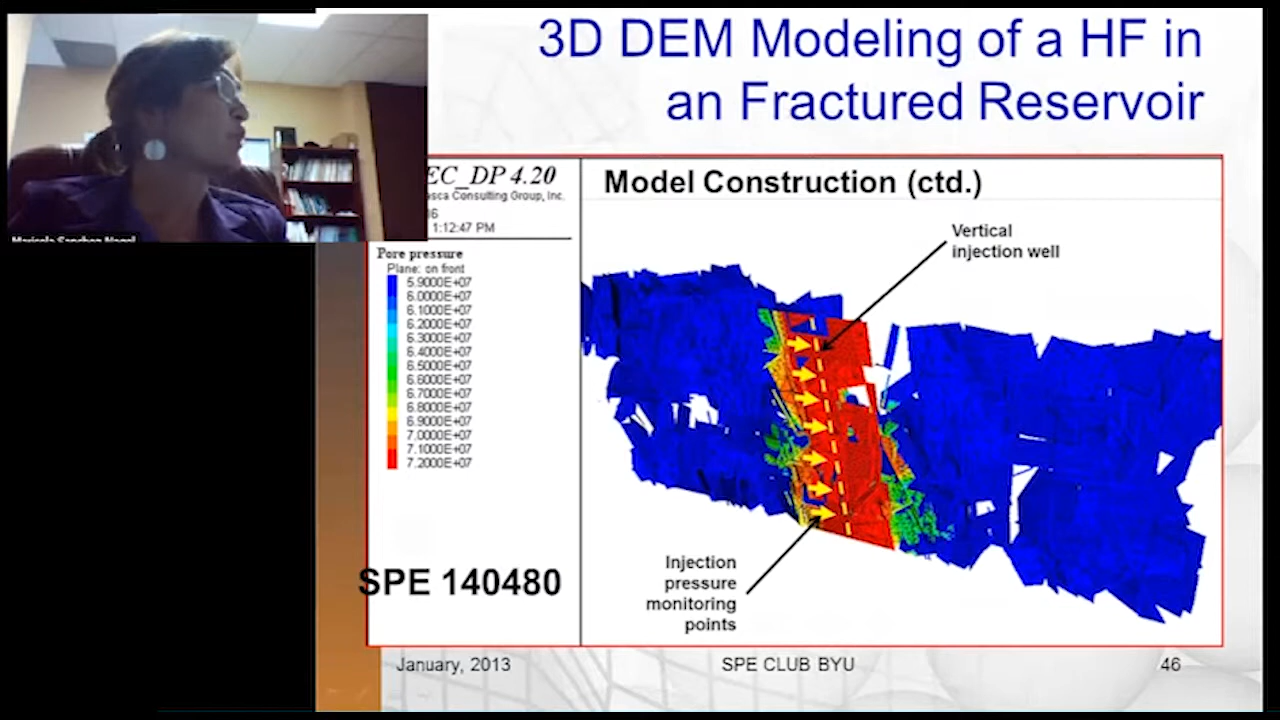 3D DEM Modeling of a HF in
an Fractured Reservoir
EC_DP 4.20
asca Consulting Group, Inc.
1:12:47 PM
Model Construction (ctd.)
Pore pressure
Plane: on front
5.9000E+07
6.0000E+07
6.1000E+07
6.2000E+07
6.3000E+07
6.4000E+07
6.5000E+07
6.6000E+07
6.7000E+07
6.8000E+07
6.9000E+07
7.0000E+07
7.1000E+07
7.2000E+07
Vertical
injection well
Injection
pressure
monitoring
points
SPE 140480
January, 2013
SPE CLUB BYU
46